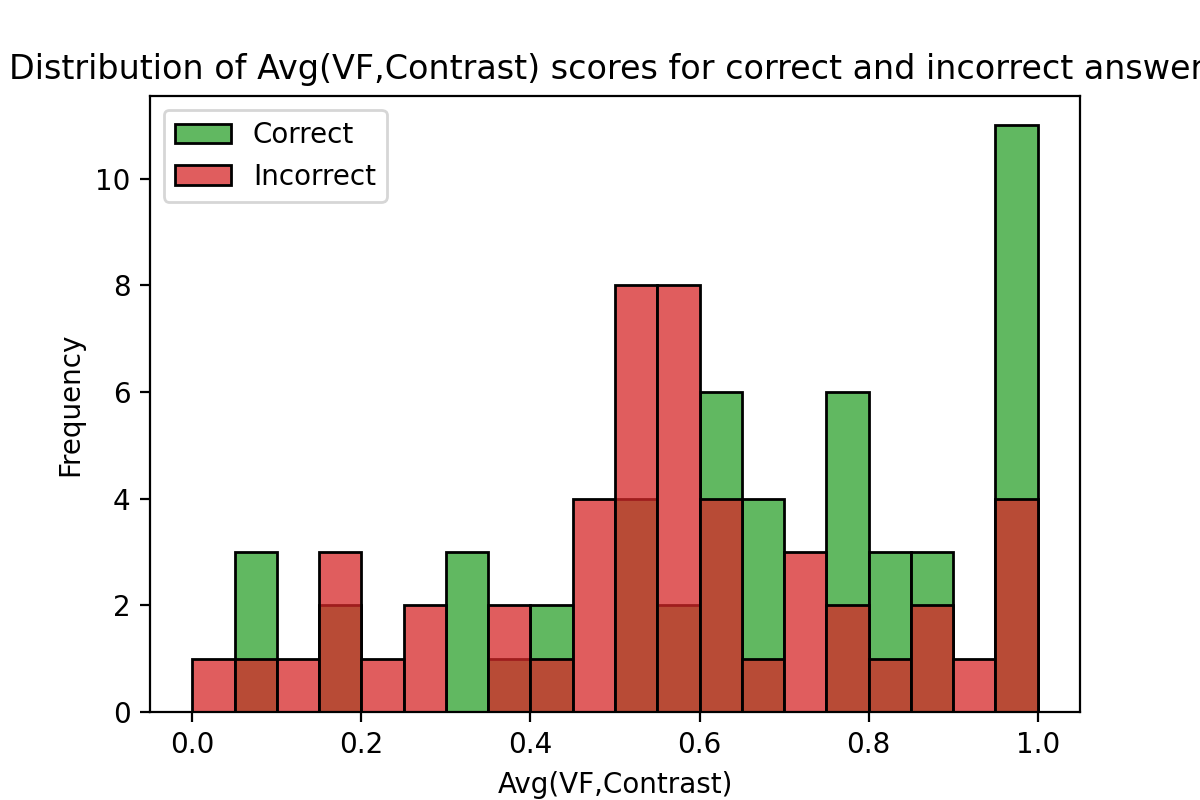 Distribution of Avg(VF,Contrast) scores for correct and incorrect answer
Correct
Incorrect
10
8
6
4
2
0
Frequency
0.0 0.2 0.4 0.6 0.8 1.0
Avg(VF,Contrast)